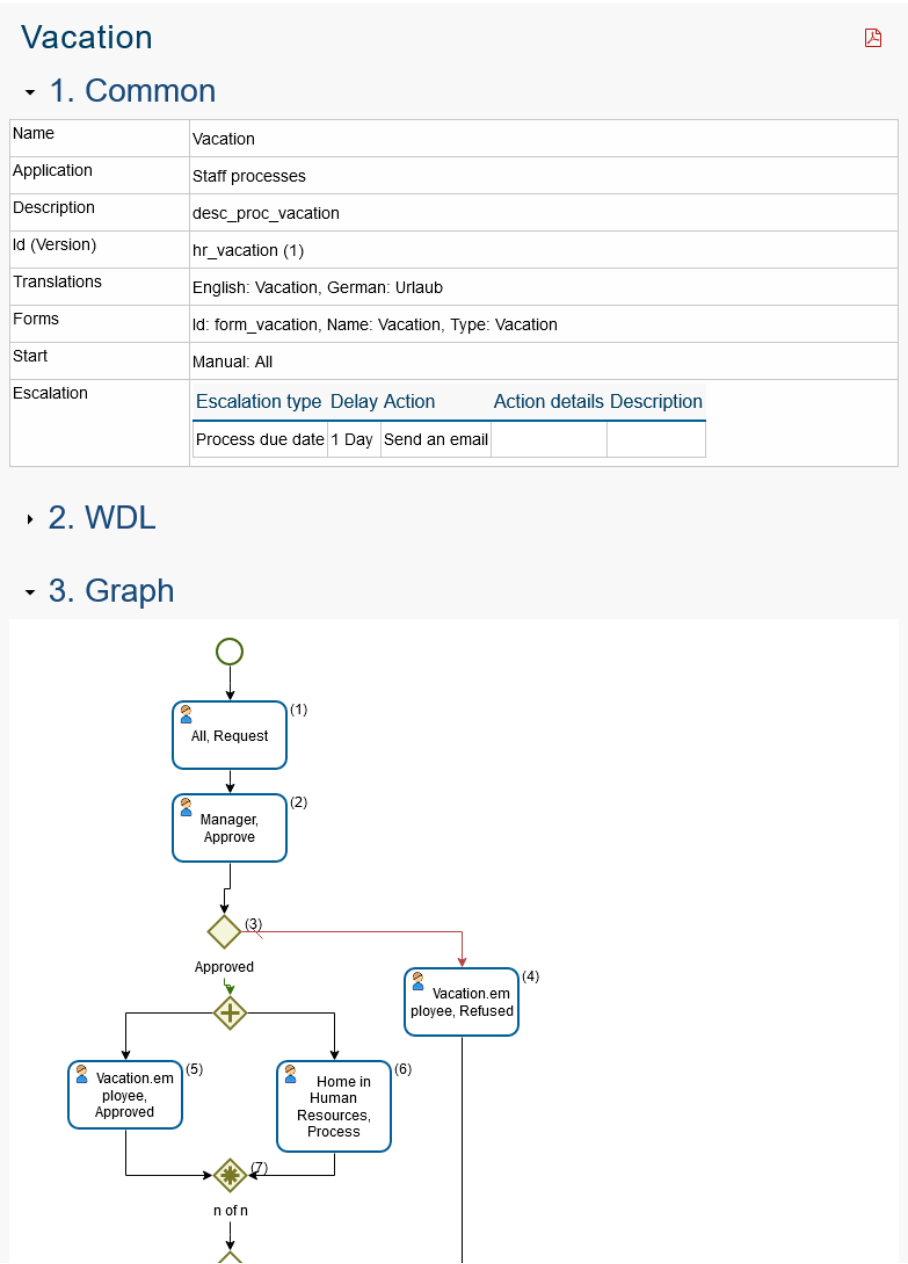 Vacation
1. Common
Name Vacation
Application Staff processes
Description desc_proc_vacation
Id (Version) hr_vacation (1)
Translations English: Vacation, German: Urlaub
Forms Id: form_vacation, Name: Vacation, Type: Vacation
Start Manual: All
Escalation
Escalation type Delay Action Action details Description
Process due date 1 Day Send an email
2. WDL
3. Graph
(1)
All, Request
(2)
Manager,
Approve
(3)
Approved
(4)
Vacation.em
ployee, Refused
(5)
Vacation.em
ployee,
Approved
(6)
Home in
Human
Resources,
Process
(7)
n of n